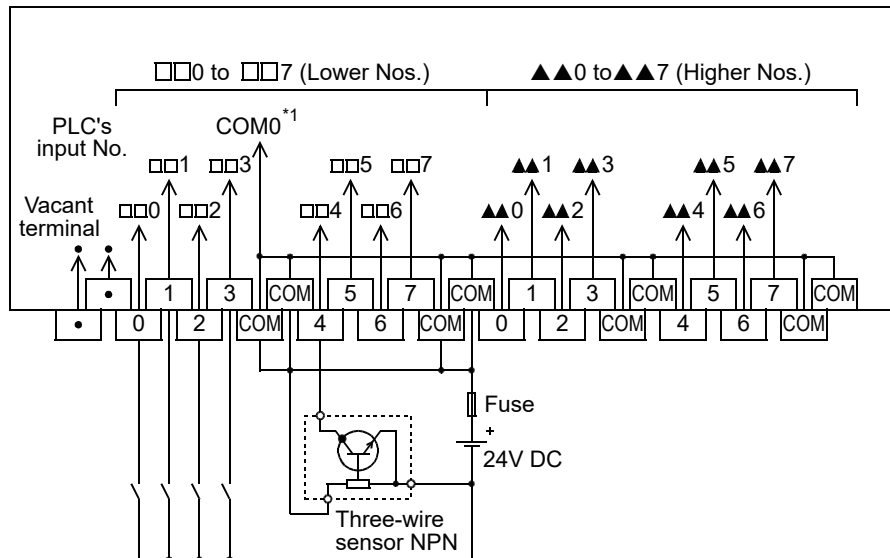 □□0 to □□7 (Lower Nos.) ▲▲0 to ▲▲7 (Higher Nos.)
PLC's input No.
COM0*1
□□1 □□3 □□5 □□7 ▲▲1 ▲▲3 ▲▲5 ▲▲7
Vacant terminal
□□0 □□2 □□4 □□6 ▲▲0 ▲▲2 ▲▲4 ▲▲6
• 1 3 COM 5 7 COM 1 3 COM 5 7 COM
• 0 2 COM 4 6 COM 0 2 COM 4 6 COM
Fuse
+
24V DC
Three-wire
sensor NPN